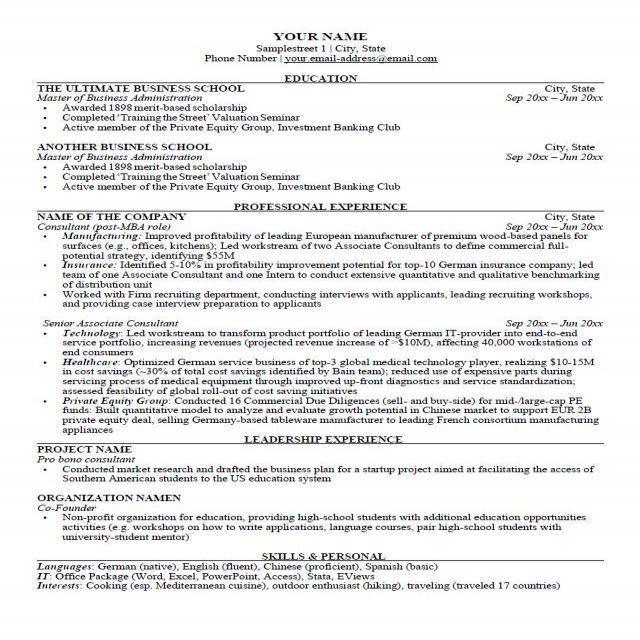 YOUR NAME
Samplestreet 1 | City, State
Phone Number | your.email-address@email.com
EDUCATION
THE ULTIMATE BUSINESS SCHOOL City, State
Master of Business Administration Sep 20xx – Jun 20xx
• Awarded 1898 merit-based scholarship
• Completed 'Training the Street' Valuation Seminar
• Active member of the Private Equity Group, Investment Banking Club
ANOTHER BUSINESS SCHOOL City, State
Master of Business Administration Sep 20xx – Jun 20xx
• Awarded 1898 merit-based scholarship
• Completed 'Training the Street' Valuation Seminar
• Active member of the Private Equity Group, Investment Banking Club
PROFESSIONAL EXPERIENCE
NAME OF THE COMPANY City, State
Consultant (post-MBA role) Sep 20xx – Jun 20xx
• Manufacturing: Improved profitability of leading European manufacturer of premium wood-based panels for
surfaces (e.g., offices, kitchens); Led workstream of two Associate Consultants to define commercial full-
potential strategy, identifying $55M
• Insurance: Identified 5-10% in profitability improvement potential for top-10 German insurance company; led
team of one Associate Consultant and one Intern to conduct extensive quantitative and qualitative benchmarking
of distribution unit
• Worked with Firm recruiting department, conducting interviews with applicants, leading recruiting workshops,
and providing case interview preparation to applicants
Senior Associate Consultant Sep 20xx – Jun 20xx
• Technology: Led workstream to transform product portfolio of leading German IT-provider into end-to-end
service portfolio, increasing revenues (projected revenue increase of >$10M), affecting 40,000 workstations of
end consumers
• Healthcare: Optimized German service business of top-3 global medical technology player, realizing $10-15M
in cost savings (~30% of total cost savings identified by Bain team); reduced use of expensive parts during
servicing process of medical equipment through improved up-front diagnostics and service standardization;
assessed feasibility of global roll-out of cost saving initiatives
• Private Equity Group: Conducted 16 Commercial Due Diligences (sell- and buy-side) for mid-/large-cap PE
funds: Built quantitative model to analyze and evaluate growth potential in Chinese market to support EUR 2B
private equity deal, selling Germany-based tableware manufacturer to leading French consortium manufacturing
appliances
LEADERSHIP EXPERIENCE
PROJECT NAME
Pro bono consultant
• Conducted market research and drafted the business plan for a startup project aimed at facilitating the access of
Southern American students to the US education system
ORGANIZATION NAMEN
Co-Founder
• Non-profit organization for education, providing high-school students with additional education opportunities
activities (e.g. workshops on how to write applications, language courses, pair high-school students with
university-student mentor)
SKILLS & PERSONAL
Languages: German (native), English (fluent), Chinese (proficient), Spanish (basic)
IT: Office Package (Word, Excel, PowerPoint, Access), Stata, EViews
Interests: Cooking (esp. Mediterranean cuisine), outdoor enthusiast (hiking), traveling (traveled 17 countries)